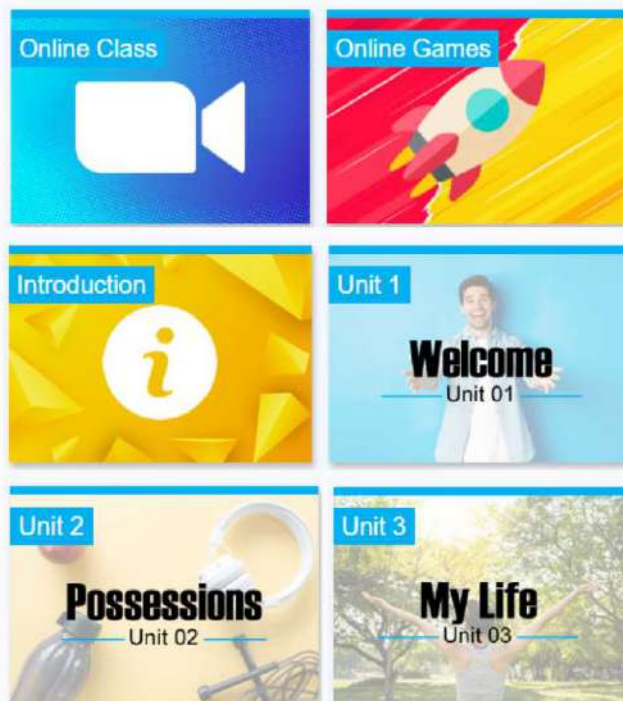 Online Class
Online Games
Introduction
i
Unit 1
Welcome
Unit 01
Unit 2
Possessions
Unit 02
Unit 3
My Life
Unit 03